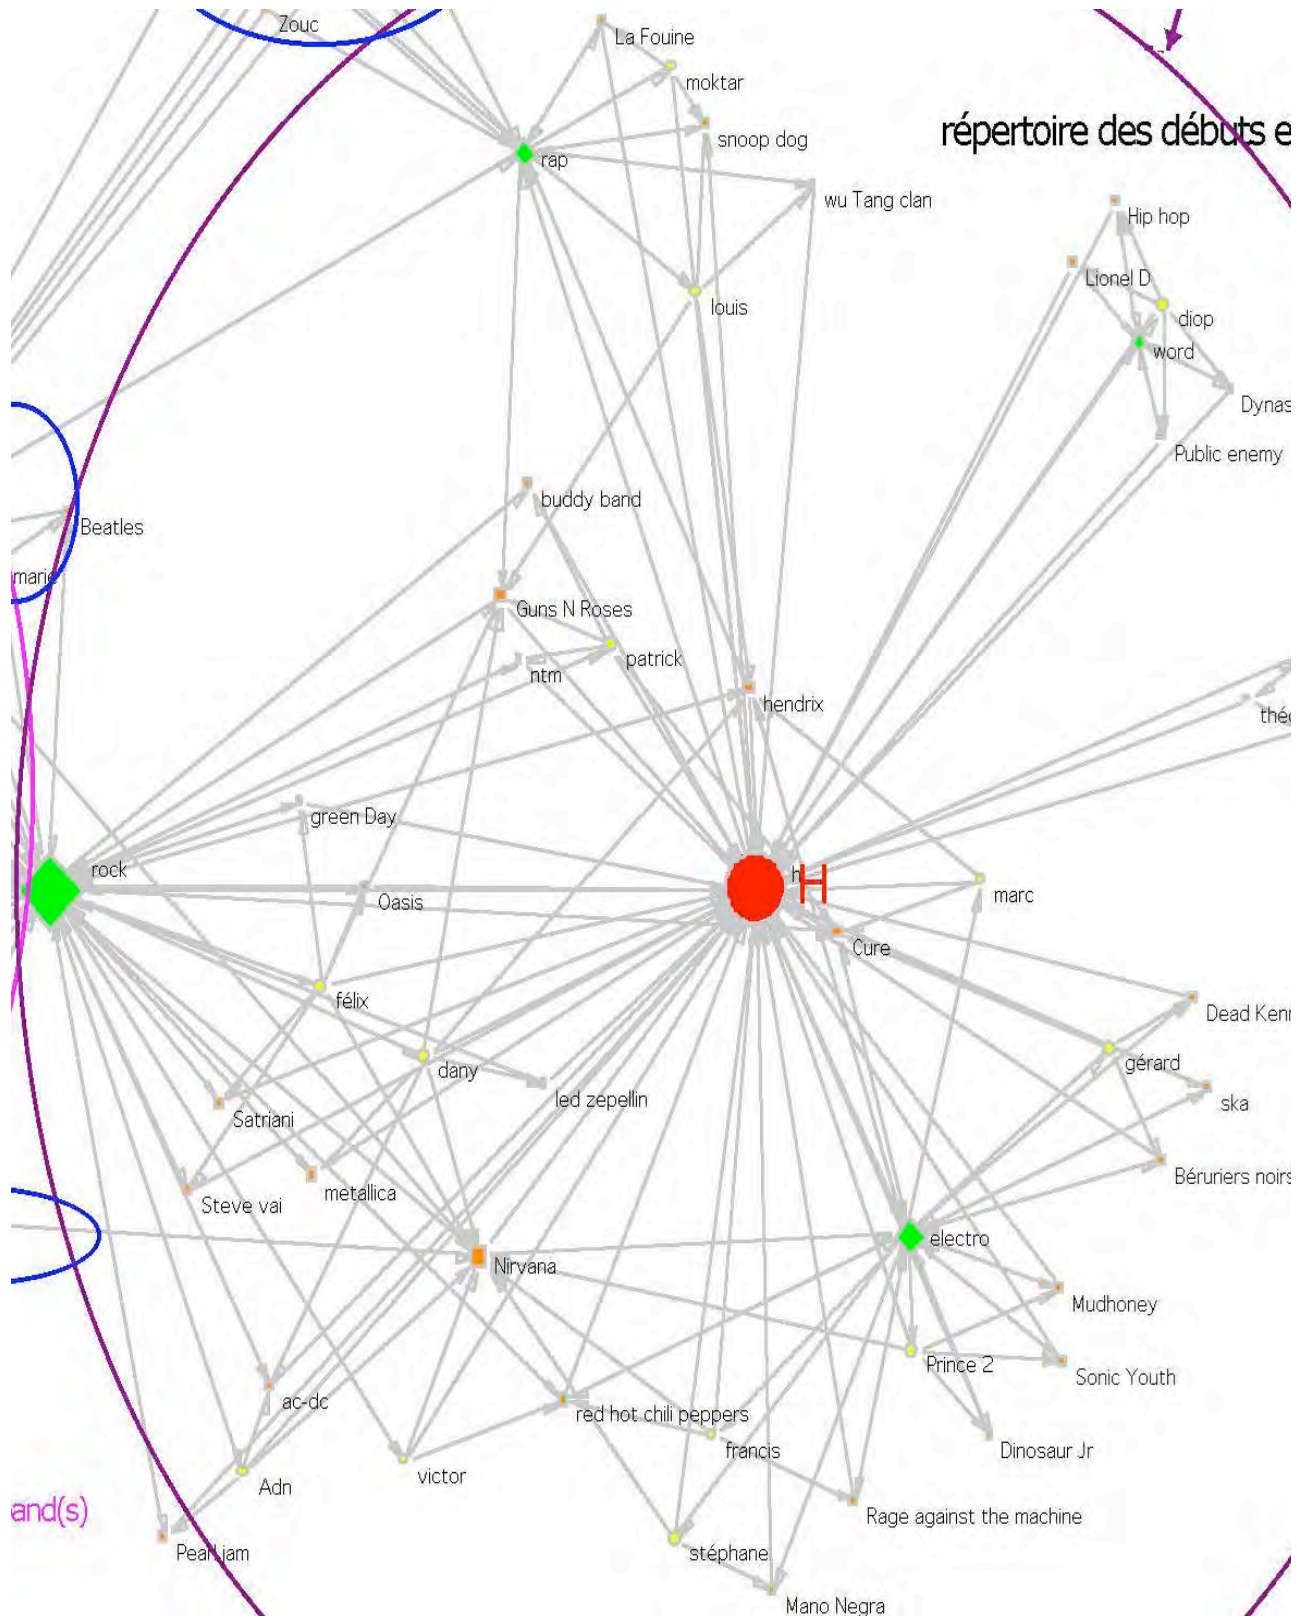 Zouc
La Fouine
moktar
snoop dog
répertoire des débuts e
rap
wu Tang clan
Hip hop
Lionel D
louis
diop
word
Dynas
Public enemy
buddy band
Beatles
marie
Guns N Roses
patrick
ntm
hendrix
théo
green Day
rock
h
H
marc
Oasis
Cure
félix
Dead Kenn
gérard
dany
led zepellin
ska
Satriani
Béruriers noirs
metallica
Steve vai
electro
Nirvana
Mudhoney
Prince 2
Sonic Youth
ac-dc
red hot chili peppers
francis
Dinosaur Jr
victor
Adn
and(s)
Rage against the machine
Pearl jam
stéphane
Mano Negra